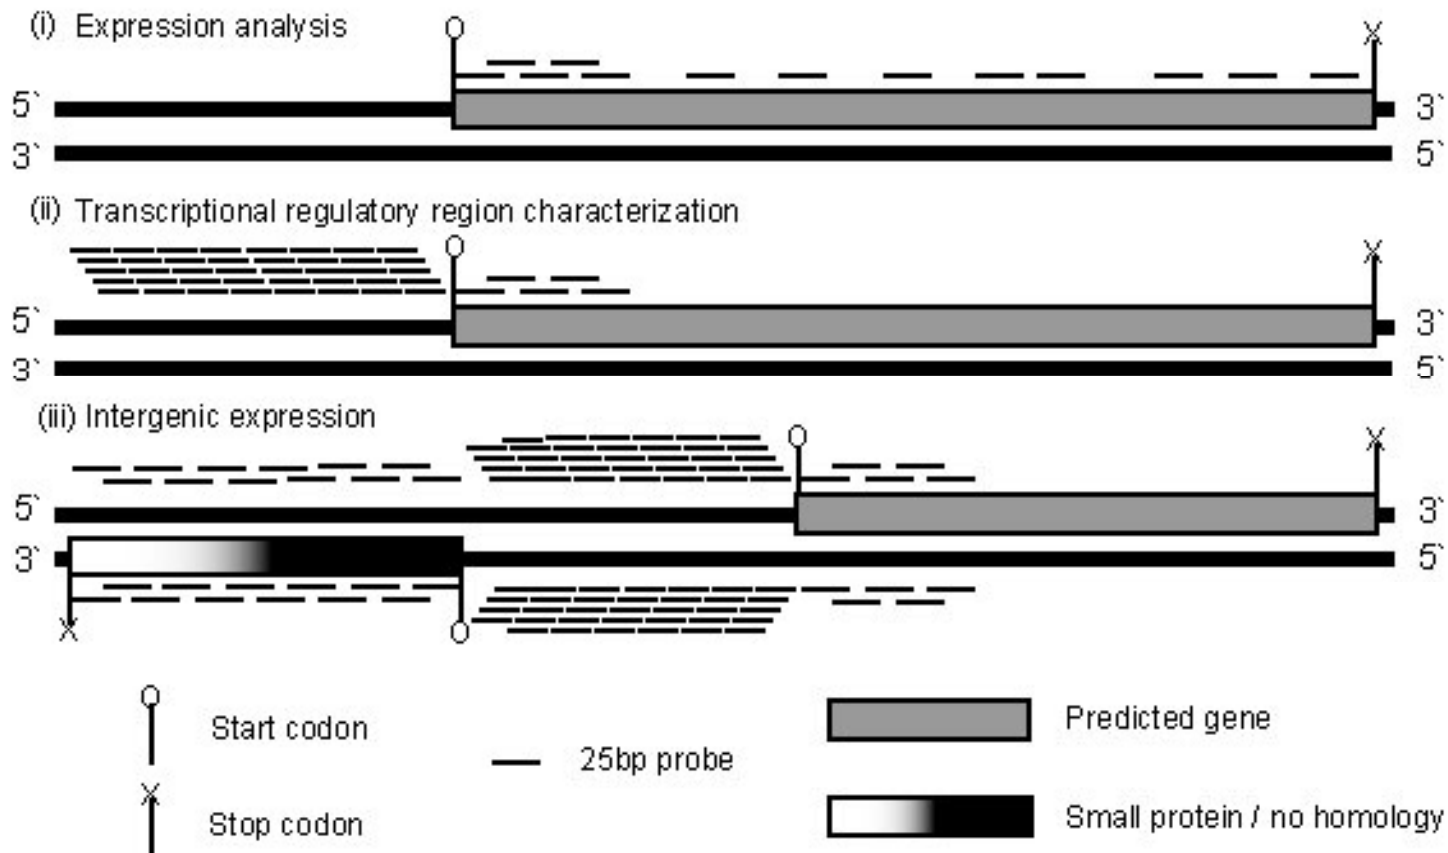 (i) Expression analysis
O X
5` 3`
3` 5`
(ii) Transcriptional regulatory region characterization
O X
5` 3`
3` 5`
(iii) Intergenic expression
O X
5` 3`
3` 5`
X O
O Start codon
25bp probe
Predicted gene
X Stop codon
Small protein / no homology